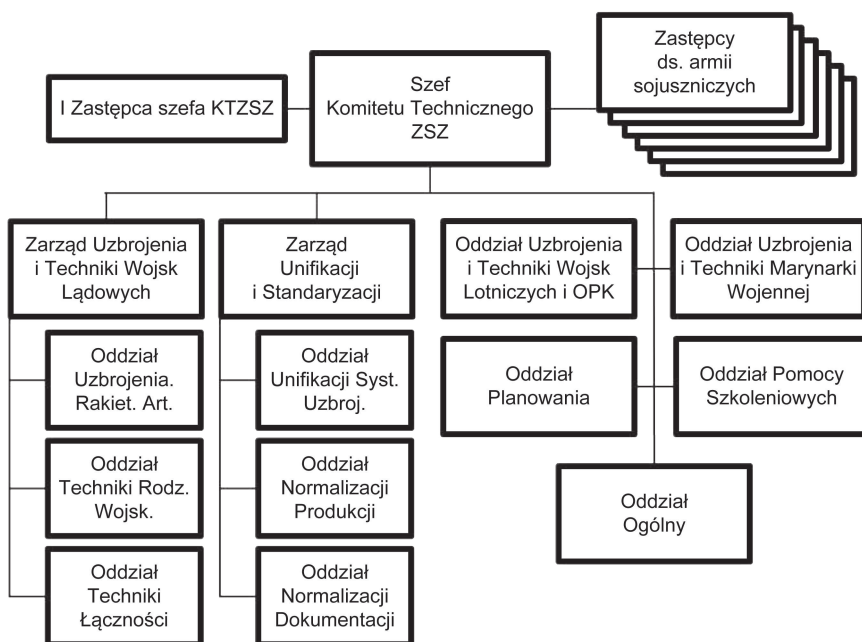 I Zastępca szefa KTZSZ
Szef
Komitetu Technicznego
ZSZ
Zastępcy
ds. armii
sojuszniczych
Zarząd Uzbrojenia
i Techniki Wojsk
Lądowych
Zarząd
Unifikacji
i Standaryzacji
Oddział Uzbrojenia
i Techniki Wojsk
Lotniczych i OPK
Oddział Uzbrojenia
i Techniki Marynarki
Wojennej
Oddział
Uzbrojenia.
Rakiet. Art.
Oddział
Unifikacji Syst.
Uzbroj.
Oddział
Planowania
Oddział Pomocy
Szkoleniowych
Oddział
Techniki Rodz.
Wojsk.
Oddział
Normalizacji
Produkcji
Oddział
Ogólny
Oddział
Techniki
Łączności
Oddział
Normalizacji
Dokumentacji